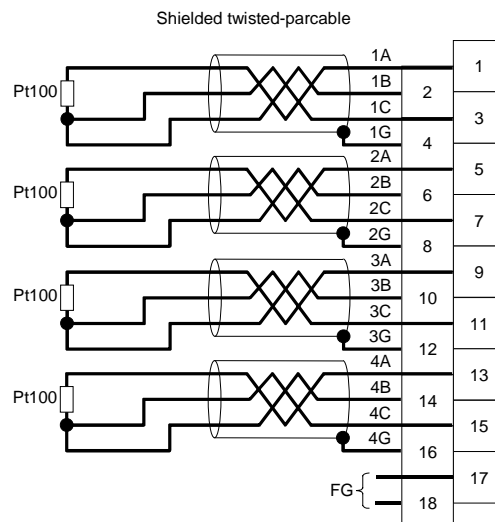 Shielded twisted-parcable
1A
1
1B
Pt100
2
1C
3
1G
4
2A
5
2B
Pt100
6
2C
7
2G
8
3A
9
3B
Pt100
10
3C
11
3G
12
4A
13
4B
Pt100
14
4C
15
4G
16
17
FG
18